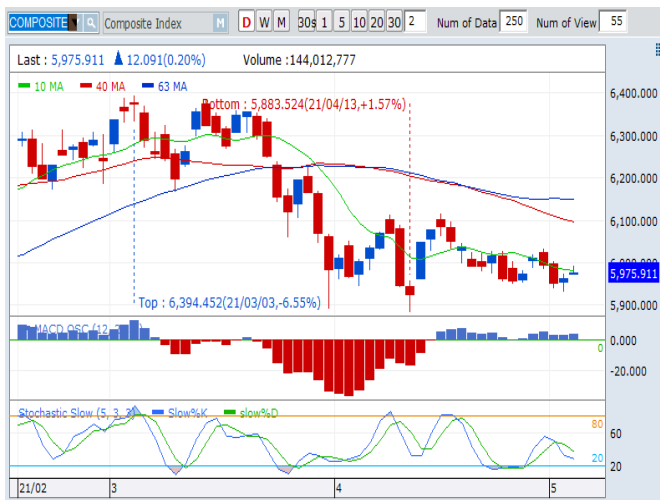 COMPOSITE Composite Index M D W M 30s 1 5 10 20 30 2 Num of Data 250 Num of View 55
Last : 5,975.911 ▲ 12.091(0.20%) Volume :144,012,777
10 MA 40 MA 63 MA
Bottom : 5,883.524(21/04/13,+1.57%)
6,400.000
6,300.000
6,200.000
6,100.000
6,000.000
5,975.911
5,900.000
Top : 6,394.452(21/03/03,-6.55%)
MACD OSC (12, 2
0.000
0
-20.000
Stochastic Slow (5, 3, 3) Slow%K slow%D
80
60
20
20
21/02 3 4 5